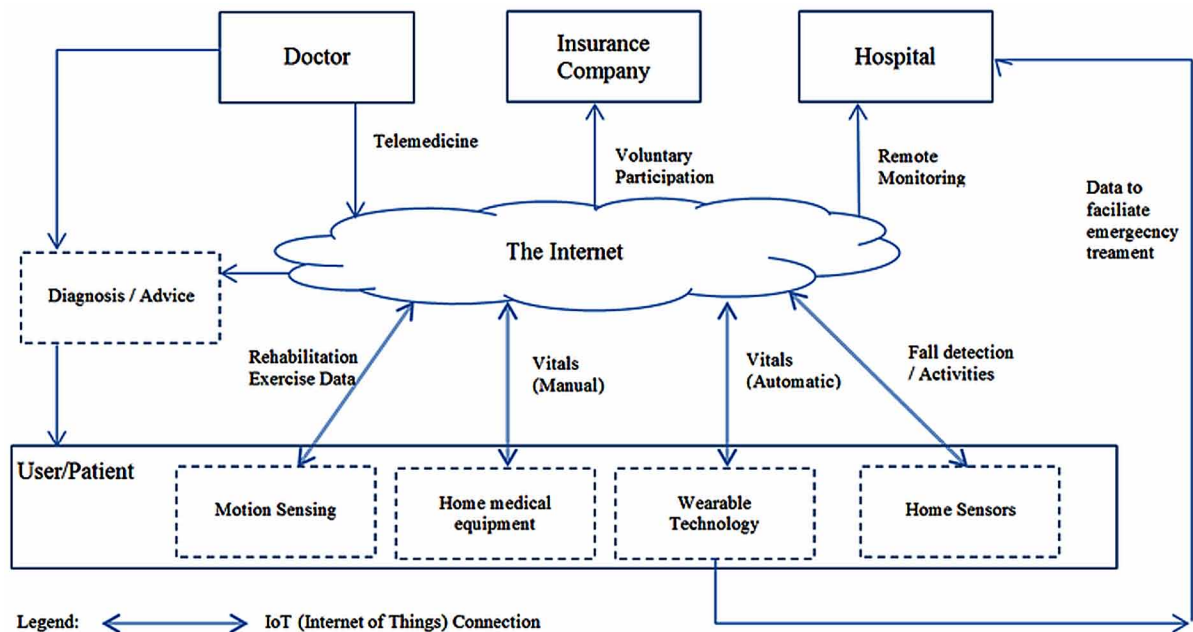 Doctor
Insurance
Company
Hospital
Telemedicine
Voluntary
Participation
Remote
Monitoring
Data to
faciliate
emergecncy
treament
The Internet
Diagnosis / Advice
Rehabilitation
Exercise Data
Vitals
(Manual)
Vitals
(Automatic)
Fall detection
/ Activities
User/Patient
Motion Sensing
Home medical
equipment
Wearable
Technology
Home Sensors
Legend:
IoT (Internet of Things) Connection